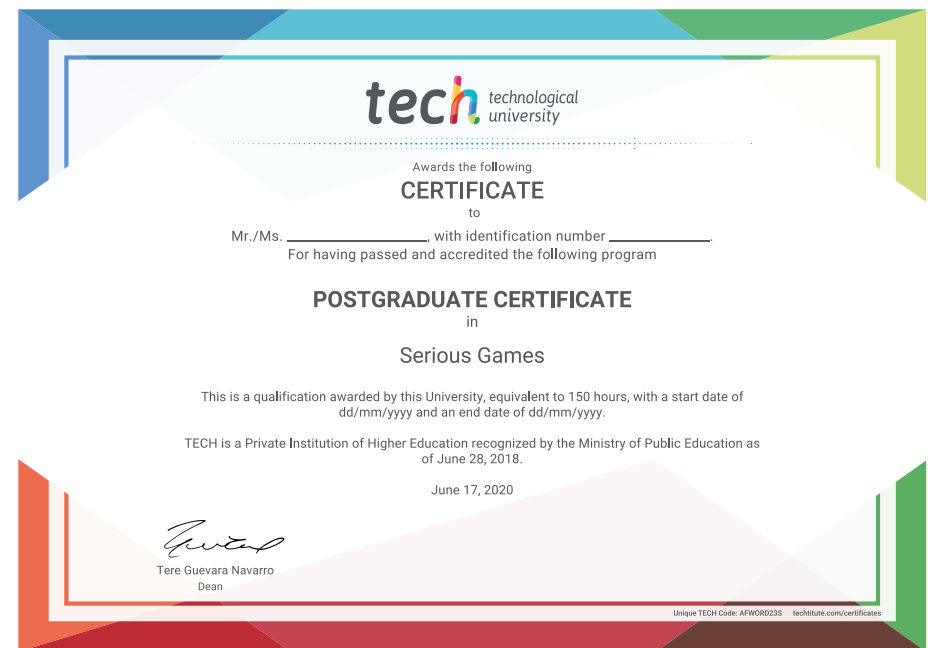 tech technological
university
Awards the following
CERTIFICATE
to
Mr./Ms. ____________________, with identification number ______________.
For having passed and accredited the following program
POSTGRADUATE CERTIFICATE
in
Serious Games
This is a qualification awarded by this University, equivalent to 150 hours, with a start date of
dd/mm/yyyy and an end date of dd/mm/yyyy.
TECH is a Private Institution of Higher Education recognized by the Ministry of Public Education as
of June 28, 2018.
June 17, 2020
Tere Guevara Navarro
Dean
Unique TECH Code: AFWORD23S techtitute.com/certificates